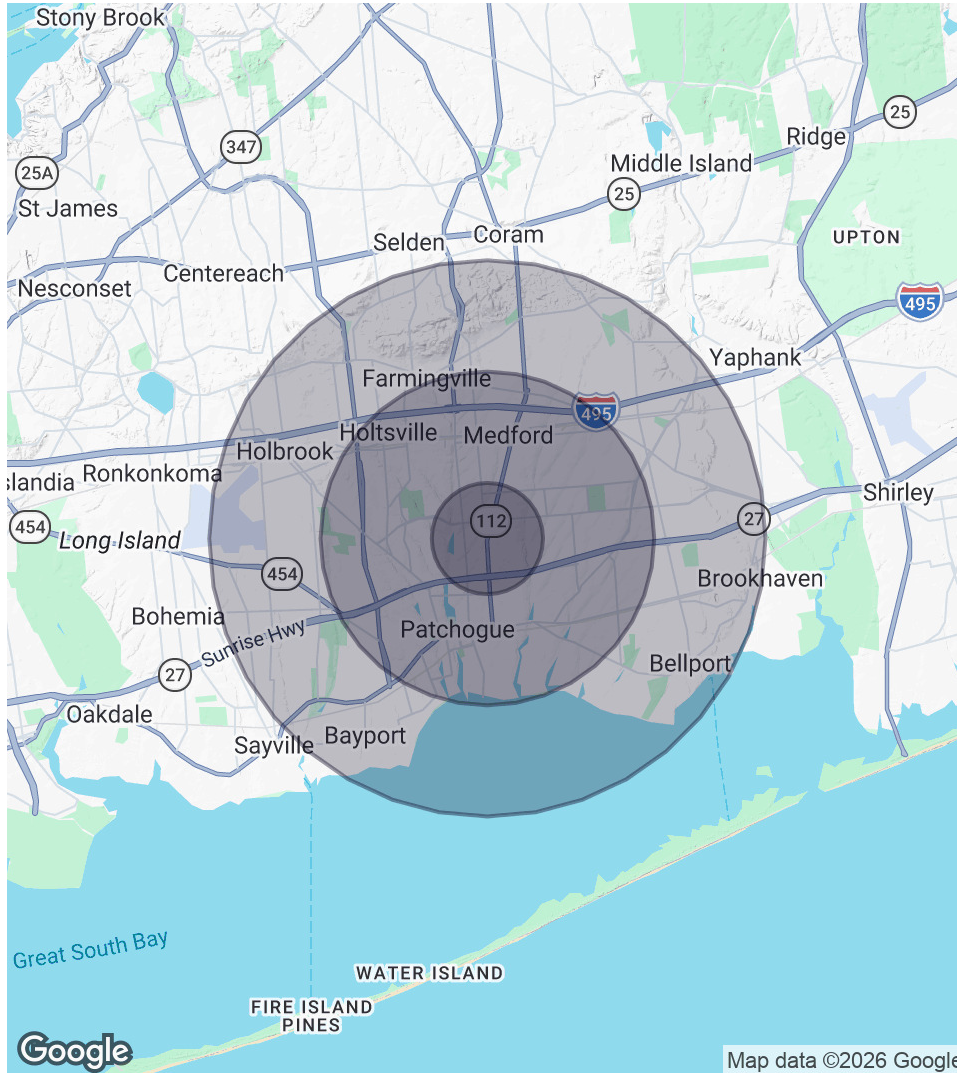 Stony Brook
25
347
Ridge
25A
Middle Island
25
St James
UPTON
Selden
Coram
Centereach
Nesconset
495
Yaphank
Farmingville
495
Holtsville
Medford
Holbrook
slandia
Ronkonkoma
Shirley
112
27
454
Long Island
454
Brookhaven
Bohemia
Patchogue
Sunrise Hwy
Bellport
27
Oakdale
Bayport
Sayville
Great South Bay
WATER ISLAND
FIRE ISLAND
PINES
Google
Map data ©2026 Google